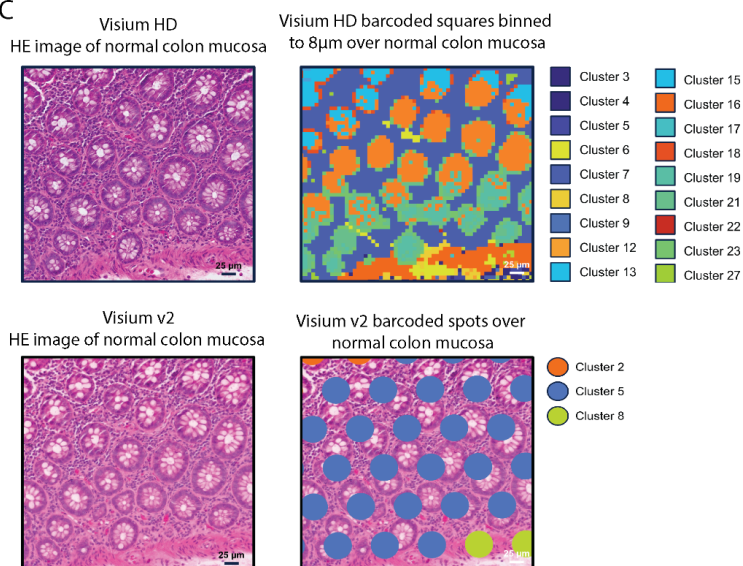 C
Visium HD
HE image of normal colon mucosa
Visium HD barcoded squares binned
to 8μm over normal colon mucosa
25 μm
25 μm
Cluster 3
Cluster 4
Cluster 5
Cluster 6
Cluster 7
Cluster 8
Cluster 9
Cluster 12
Cluster 13
Cluster 15
Cluster 16
Cluster 17
Cluster 18
Cluster 19
Cluster 21
Cluster 22
Cluster 23
Cluster 27
Visium v2
HE image of normal colon mucosa
Visium v2 barcoded spots over
normal colon mucosa
25 μm
25 μm
Cluster 2
Cluster 5
Cluster 8